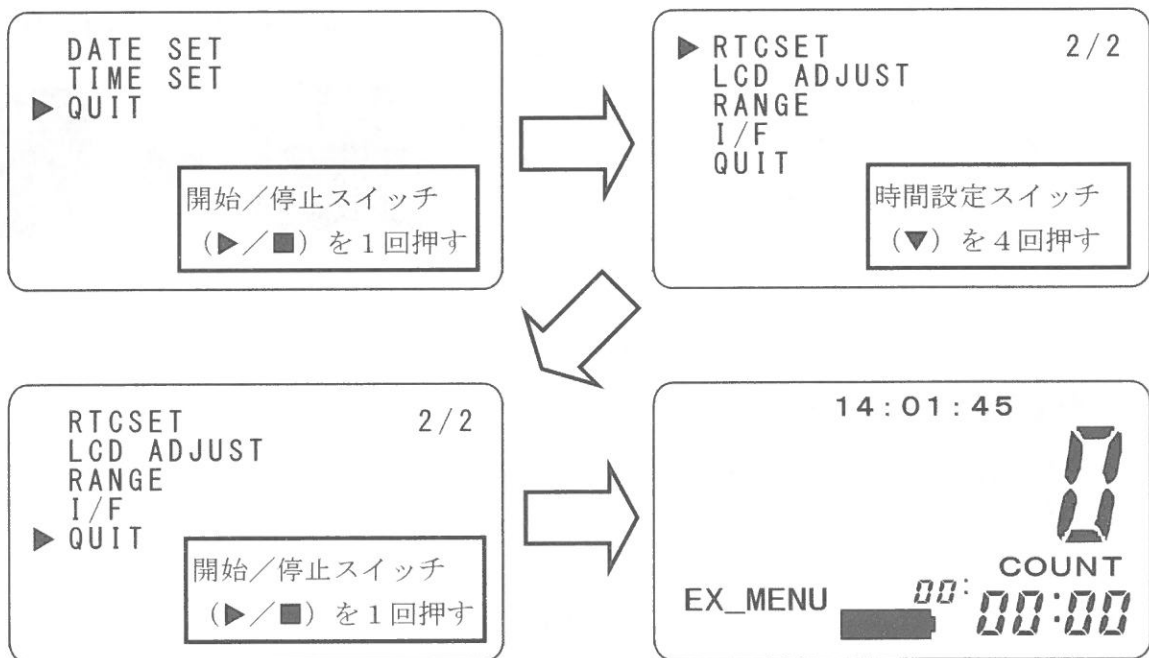 DATE SET
TIME SET
▶ QUIT
開始／停止スイッチ
（▶／■）を１回押す
▶ RTCSET 2/2
LCD ADJUST
RANGE
I/F
QUIT
時間設定スイッチ
（▼）を４回押す
RTCSET 2/2
LCD ADJUST
RANGE
I/F
▶ QUIT
開始／停止スイッチ
（▶／■）を１回押す
14:01:45
0
COUNT
EX_MENU 00: 00:00